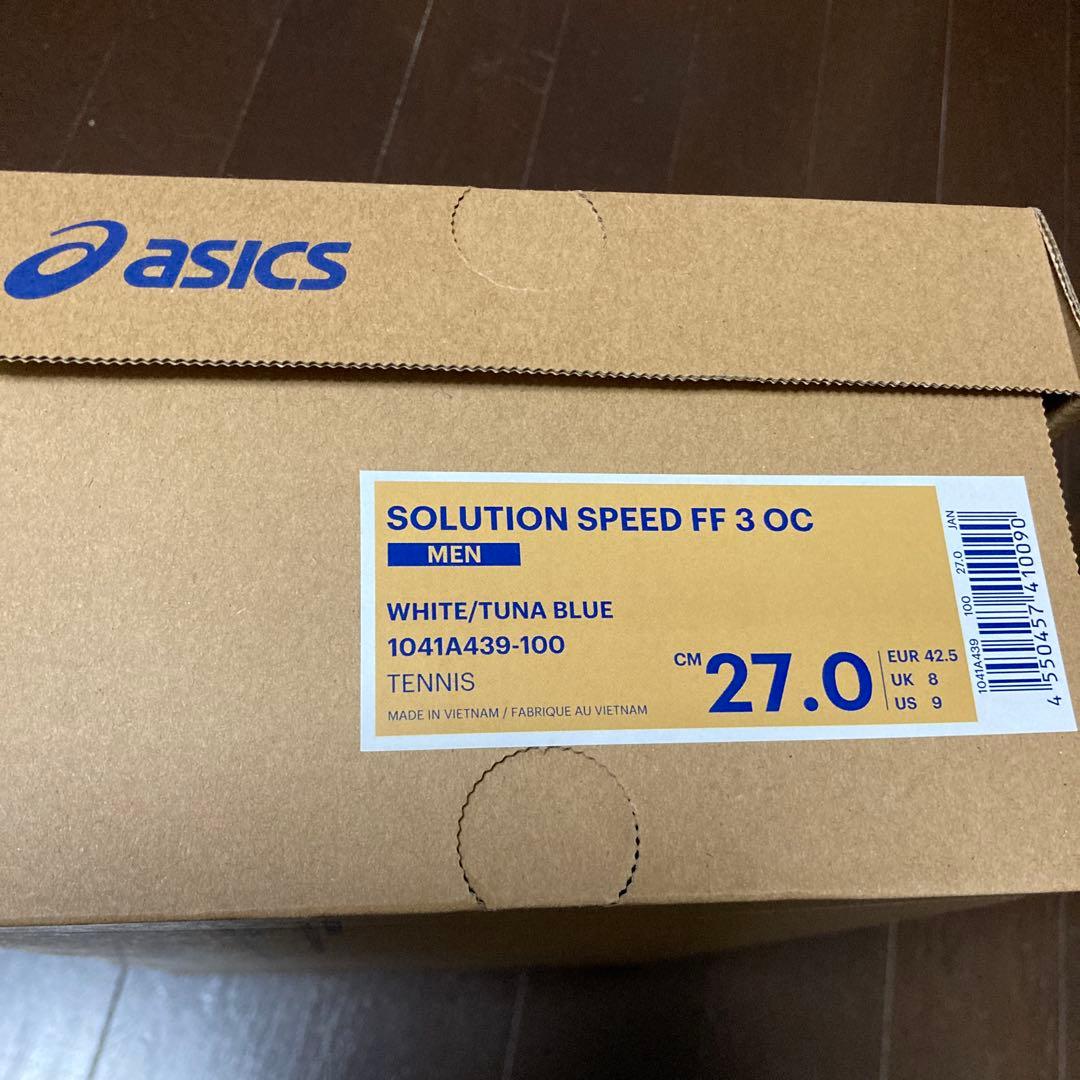 asics
SOLUTION SPEED FF 3 OC
MEN
WHITE/TUNA BLUE
1041A439-100
TENNIS
MADE IN VIETNAM / FABRIQUE AU VIETNAM
CM 27.0
EUR 42.5
UK 8
US 9
1041A439 100 27.0 JAN
4 550457 410090